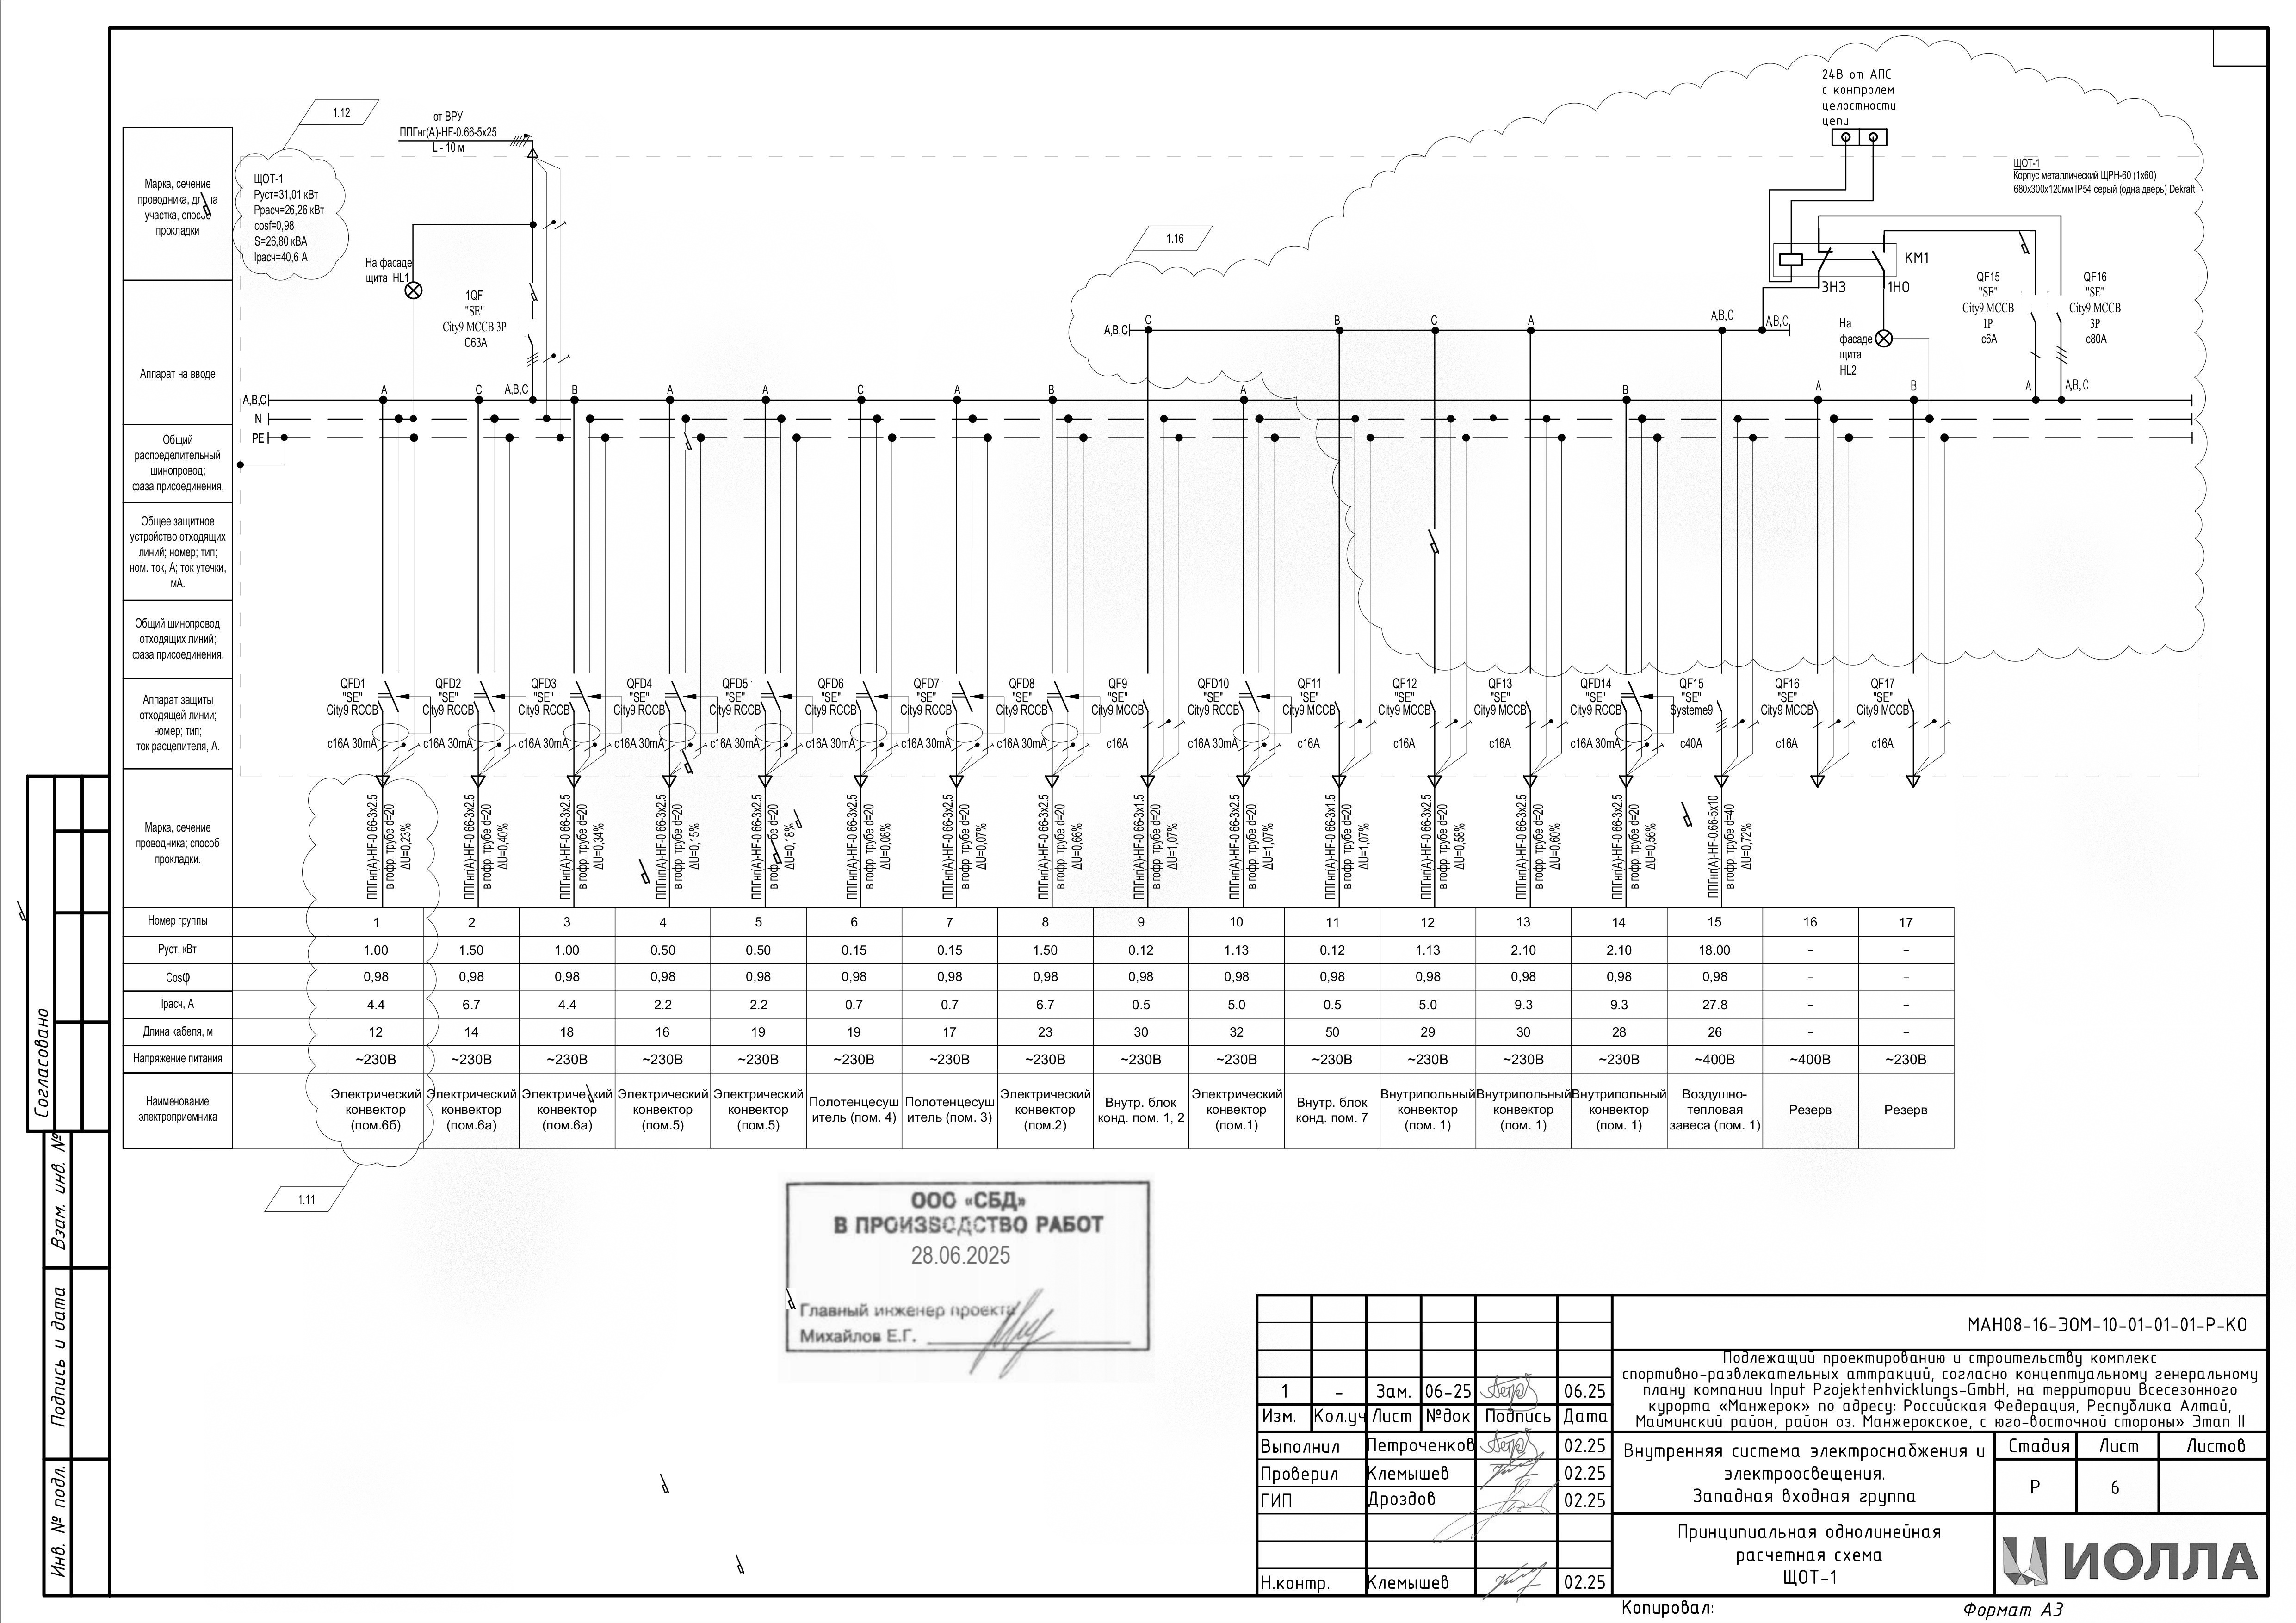 1.12
от ВРУ
ППГнг(А)-HF-0.66-5x25
L - 10 м
24В от АПС
с контролем
целостности
цепи
ЩОТ-1
Корпус металлический ЩРН-60 (1х60)
680х300х120мм IP54 серый (одна дверь) Dekraft
ЩОТ-1
Руст=31,01 кВт
Ррасч=26,26 кВт
cosf=0,98
S=26,80 кВА
Iрасч=40,6 А
На фасаде
щита HL1
1QF
"SE"
City9 MCCB 3P
C63A
1.16
KM1
3НЗ
1НО
На
фасаде
щита
HL2
QF15
"SE"
City9 MCCB
1P
c6A
QF16
"SE"
City9 MCCB
3P
c80A
A,B,C C B C A A,B,C A,B,C
A,B,C A C A,B,C B A A C A B A B A B A A,B,C
N
PE
Марка, сечение
проводника, длина
участка, способ
прокладки
Аппарат на вводе
Общий
распределительный
шинопровод;
фаза присоединения.
Общее защитное
устройство отходящих
линий; номер; тип;
ном. ток, А; ток утечки,
мА.
Общий шинопровод
отходящих линий;
фаза присоединения.
Аппарат защиты
отходящей линии;
номер; тип;
ток расцепителя, А.
QFD1 QFD2 QFD3 QFD4 QFD5 QFD6 QFD7 QFD8 QF9 QFD10 QF11 QF12 QF13 QFD14 QF15 QF16 QF17
"SE" "SE" "SE" "SE" "SE" "SE" "SE" "SE" "SE" "SE" "SE" "SE" "SE" "SE" "SE" "SE" "SE"
City9 RCCB City9 RCCB City9 RCCB City9 RCCB City9 RCCB City9 RCCB City9 RCCB City9 RCCB City9 MCCB City9 RCCB City9 MCCB City9 MCCB City9 MCCB City9 RCCB Systeme9 City9 MCCB City9 MCCB
c16A 30mA c16A 30mA c16A 30mA c16A 30mA c16A 30mA c16A 30mA c16A 30mA c16A 30mA c16A c16A 30mA c16A c16A c16A c16A 30mA c40A c16A c16A
Марка, сечение
проводника; способ
прокладки.
ППГнг(А)-HF-0.66-3x2.5
в гофр. трубе d=20
ΔU=0,23%
ППГнг(А)-HF-0.66-3x2.5
в гофр. трубе d=20
ΔU=0,40%
ППГнг(А)-HF-0.66-3x2.5
в гофр. трубе d=20
ΔU=0,34%
ППГнг(А)-HF-0.66-3x2.5
в гофр. трубе d=20
ΔU=0,15%
ППГнг(А)-HF-0.66-3x2.5
в гофр. трубе d=20
ΔU=0,18%
ППГнг(А)-HF-0.66-3x2.5
в гофр. трубе d=20
ΔU=0,08%
ППГнг(А)-HF-0.66-3x2.5
в гофр. трубе d=20
ΔU=0,07%
ППГнг(А)-HF-0.66-3x2.5
в гофр. трубе d=20
ΔU=0,66%
ППГнг(А)-HF-0.66-3x1.5
в гофр. трубе d=20
ΔU=1,07%
ППГнг(А)-HF-0.66-3x2.5
в гофр. трубе d=20
ΔU=1,07%
ППГнг(А)-HF-0.66-3x1.5
в гофр. трубе d=20
ΔU=1,07%
ППГнг(А)-HF-0.66-3x2.5
в гофр. трубе d=20
ΔU=0,58%
ППГнг(А)-HF-0.66-3x2.5
в гофр. трубе d=20
ΔU=0,60%
ППГнг(А)-HF-0.66-3x2.5
в гофр. трубе d=20
ΔU=0,56%
ППГнг(А)-HF-0.66-5x10
в гофр. трубе d=40
ΔU=0,72%
Номер группы 1 2 3 4 5 6 7 8 9 10 11 12 13 14 15 16 17
Руст, кВт 1.00 1.50 1.00 0.50 0.50 0.15 0.15 1.50 0.12 1.13 0.12 1.13 2.10 2.10 18.00 – –
Cosφ 0,98 0,98 0,98 0,98 0,98 0,98 0,98 0,98 0,98 0,98 0,98 0,98 0,98 0,98 0,98 – –
Iрасч, А 4.4 6.7 4.4 2.2 2.2 0.7 0.7 6.7 0.5 5.0 0.5 5.0 9.3 9.3 27.8 – –
Длина кабеля, м 12 14 18 16 19 19 17 23 30 32 50 29 30 28 26 – –
Напряжение питания ~230В ~230В ~230В ~230В ~230В ~230В ~230В ~230В ~230В ~230В ~230В ~230В ~230В ~230В ~400В ~400В ~230В
Наименование
электроприемника
Электрический
конвектор
(пом.6б)
Электрический
конвектор
(пом.6а)
Электрический
конвектор
(пом.6а)
Электрический
конвектор
(пом.5)
Электрический
конвектор
(пом.5)
Полотенцесуш
итель (пом. 4)
Полотенцесуш
итель (пом. 3)
Электрический
конвектор
(пом.2)
Внутр. блок
конд. пом. 1, 2
Электрический
конвектор
(пом.1)
Внутр. блок
конд. пом. 7
Внутрипольный
конвектор
(пом. 1)
Внутрипольный
конвектор
(пом. 1)
Внутрипольный
конвектор
(пом. 1)
Воздушно-
тепловая
завеса (пом. 1)
Резерв
Резерв
1.11
ООО «СБД»
В ПРОИЗВОДСТВО РАБОТ
28.06.2025
Главный инженер проекта
Михайлов Е.Г.
Согласовано
Взам. инв. №
Подпись и дата
Инв. № подл.
МАН08-16-ЭОМ-10-01-01-01-Р-КО
Подлежащий проектированию и строительству комплекс
спортивно-развлекательных аттракций, согласно концептуальному генеральному
плану компании Input Projektenhvicklungs-GmbH, на территории Всесезонного
курорта «Манжерок» по адресу: Российская Федерация, Республика Алтай,
Майминский район, район оз. Манжерокское, с юго-восточной стороны» Этап II
1 – Зам. 06-25 06.25
Изм. Кол.уч Лист №док Подпись Дата
Выполнил Петроченков 02.25
Проверил Клемышев 02.25
ГИП Дроздов 02.25
Н.контр. Клемышев 02.25
Внутренняя система электроснабжения и
электроосвещения.
Западная входная группа
Стадия Лист Листов
Р 6
Принципиальная однолинейная
расчетная схема
ЩОТ-1
ИОЛЛА
Копировал:
Формат А3